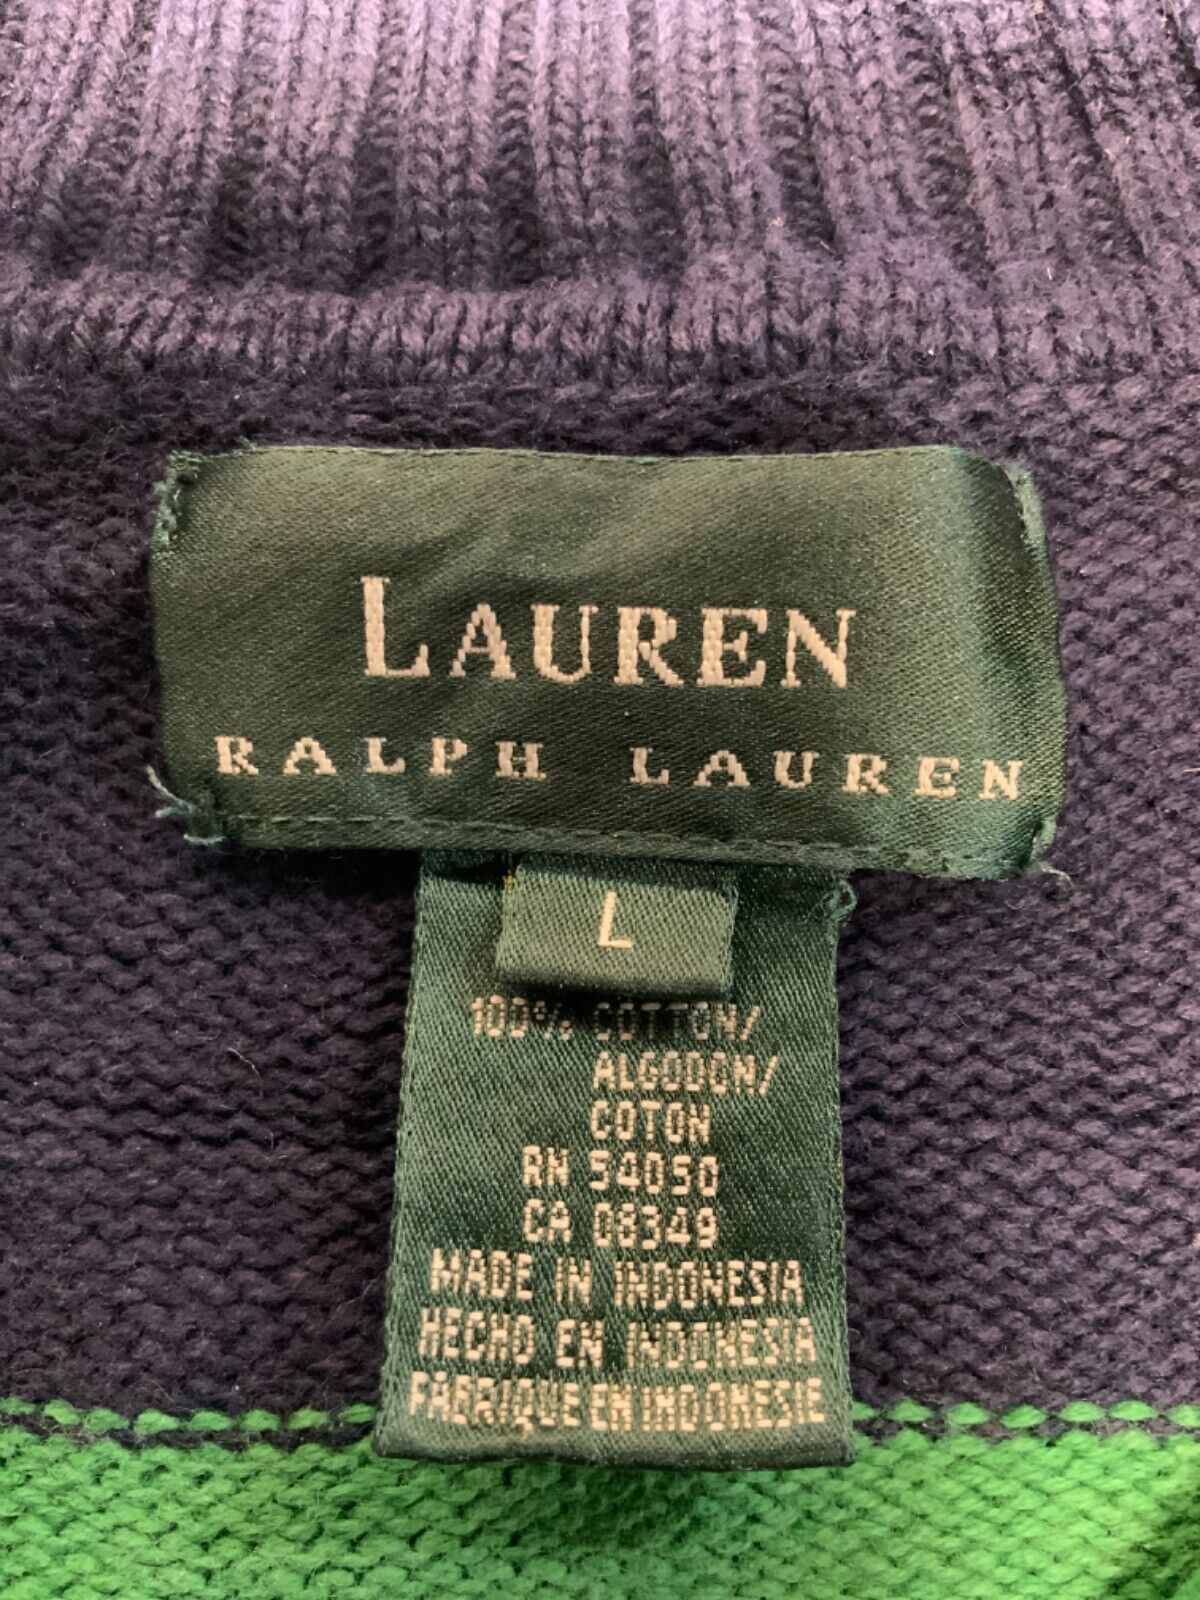 LAUREN
RALPH LAUREN
L
100% COTTON/
ALGODON/
COTON
RN 54050
CA 08349
MADE IN INDONESIA
HECHO EN INDONESIA
FABRIQUE EN INDONESIE